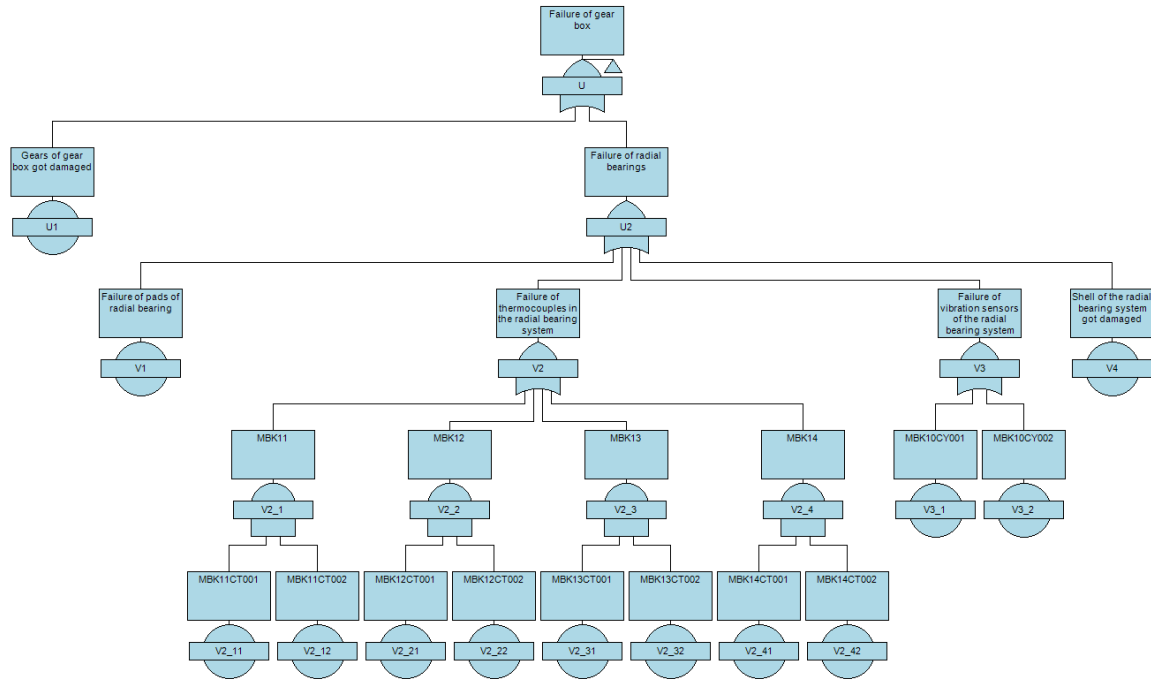 Failure of gear
box
U
Gears of gear
box got damaged
Failure of radial
bearings
U1
U2
Failure of pads of
radial bearing
Failure of
thermocouples in
the radial bearing
system
Failure of
vibration sensors
of the radial
bearing system
Shell of the radial
bearing system
got damaged
V1
V2
V3
V4
MBK11
MBK12
MBK13
MBK14
MBK10CY001
MBK10CY002
V2_1
V2_2
V2_3
V2_4
V3_1
V3_2
MBK11CT001
MBK11CT002
MBK12CT001
MBK12CT002
MBK13CT001
MBK13CT002
MBK14CT001
MBK14CT002
V2_11
V2_12
V2_21
V2_22
V2_31
V2_32
V2_41
V2_42